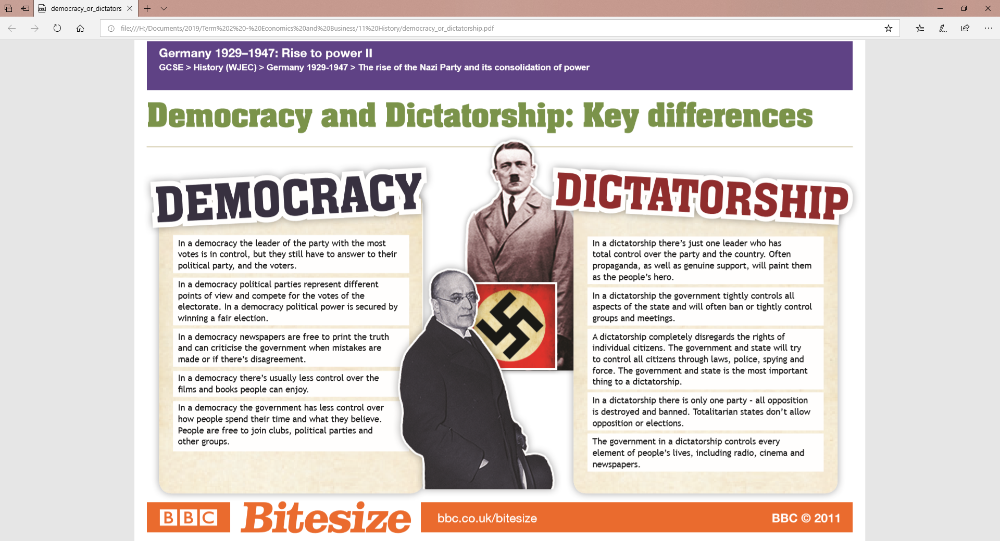 democracy_or_dictators
file:///H:/Documents/2019/Term%202%20-%20Economics%20and%20Business/11%20History/democracy_or_dictatorship.pdf
Germany 1929–1947: Rise to power II
GCSE > History (WJEC) > Germany 1929-1947 > The rise of the Nazi Party and its consolidation of power
Democracy and Dictatorship: Key differences
DEMOCRACY
In a democracy the leader of the party with the most
votes is in control, but they still have to answer to their
political party, and the voters.
In a democracy political parties represent different
points of view and compete for the votes of the
electorate. In a democracy political power is secured by
winning a fair election.
In a democracy newspapers are free to print the truth
and can criticise the government when mistakes are
made or if there's disagreement.
In a democracy there's usually less control over the
films and books people can enjoy.
In a democracy the government has less control over
how people spend their time and what they believe.
People are free to join clubs, political parties and
other groups.
DICTATORSHIP
In a dictatorship there's just one leader who has
total control over the party and the country. Often
propaganda, as well as genuine support, will paint them
as the people's hero.
In a dictatorship the government tightly controls all
aspects of the state and will often ban or tightly control
groups and meetings.
A dictatorship completely disregards the rights of
individual citizens. The government and state will try
to control all citizens through laws, police, spying and
force. The government and state is the most important
thing to a dictatorship.
In a dictatorship there is only one party - all opposition
is destroyed and banned. Totalitarian states don't allow
opposition or elections.
The government in a dictatorship controls every
element of people's lives, including radio, cinema and
newspapers.
BBC Bitesize bbc.co.uk/bitesize BBC © 2011